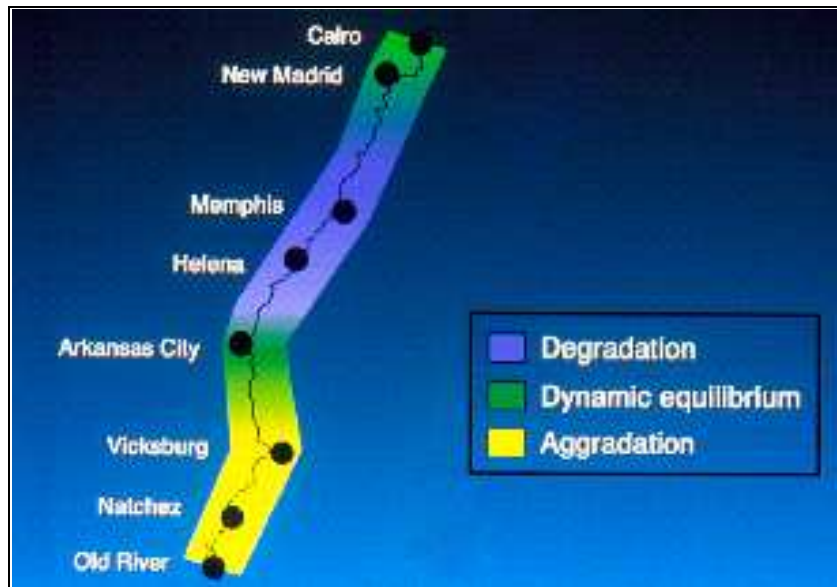 Cairo
New Madrid
Memphis
Helena
Arkansas City
Vicksburg
Natchez
Old River
Degradation
Dynamic equilibrium
Aggradation